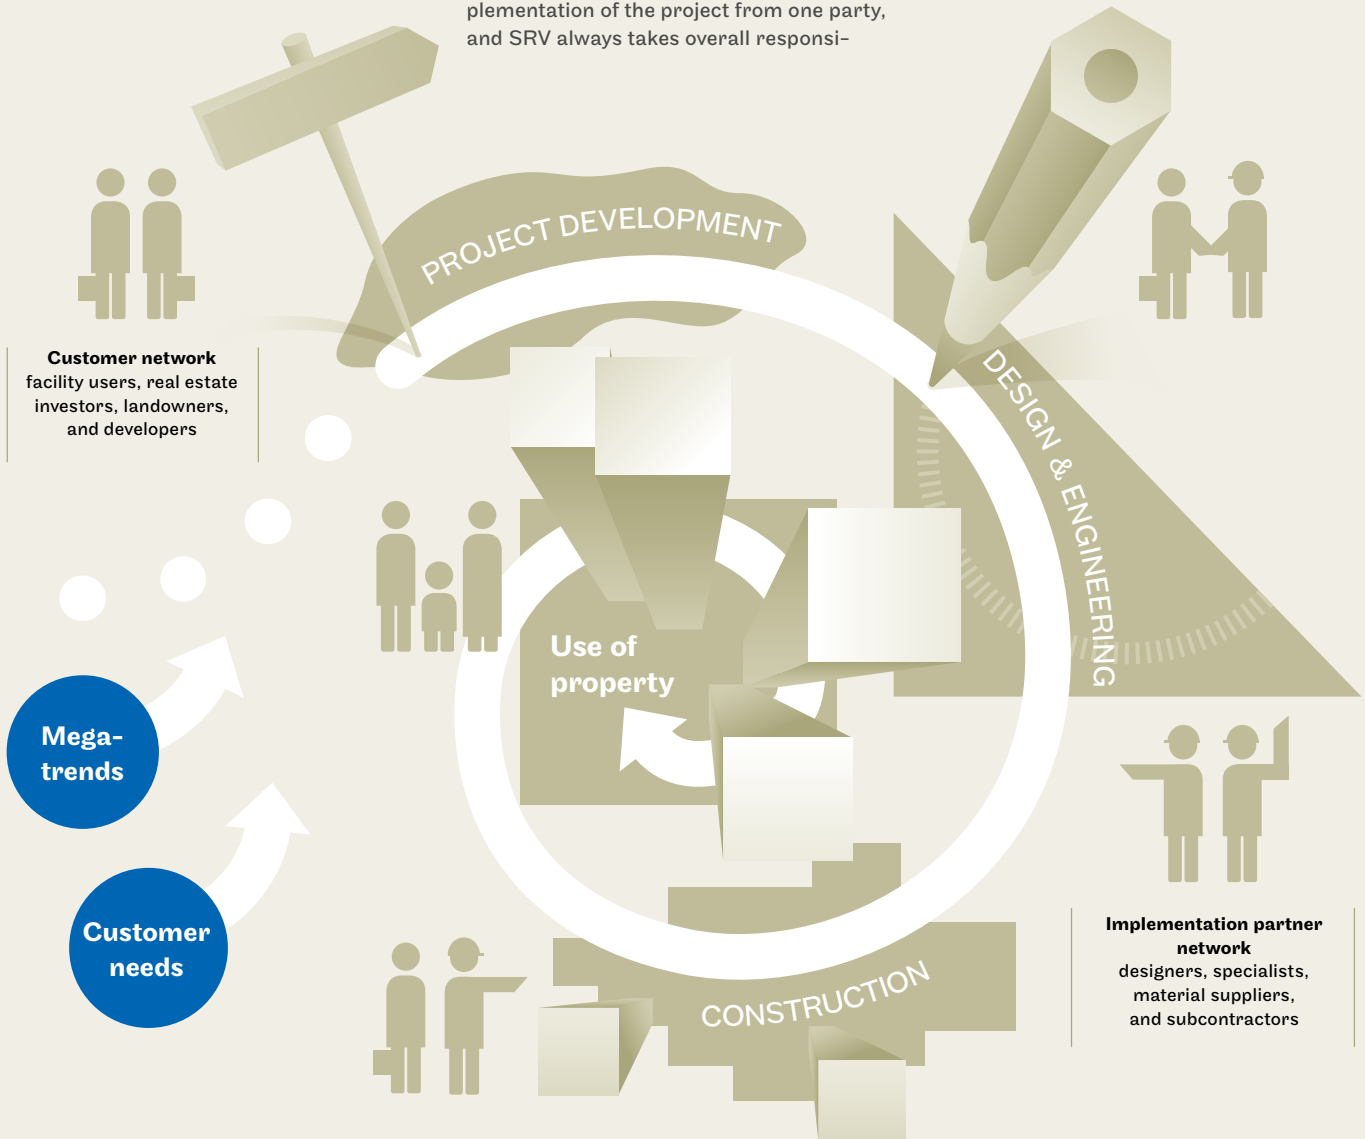 plementation of the project from one party,
and SRV always takes overall responsi-
PROJECT DEVELOPMENT
DESIGN & ENGINEERING
Customer network
facility users, real estate
investors, landowners,
and developers
Use of
property
Mega-
trends
Customer
needs
Implementation partner
network
designers, specialists,
material suppliers,
and subcontractors
CONSTRUCTION